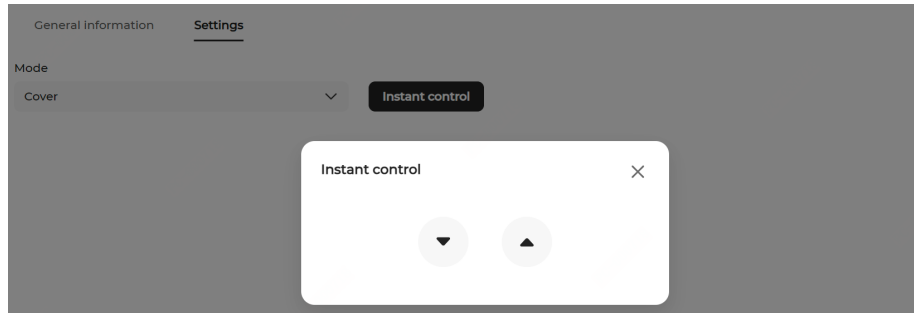 General Information Settings
Mode
Cover Instant control
Instant control